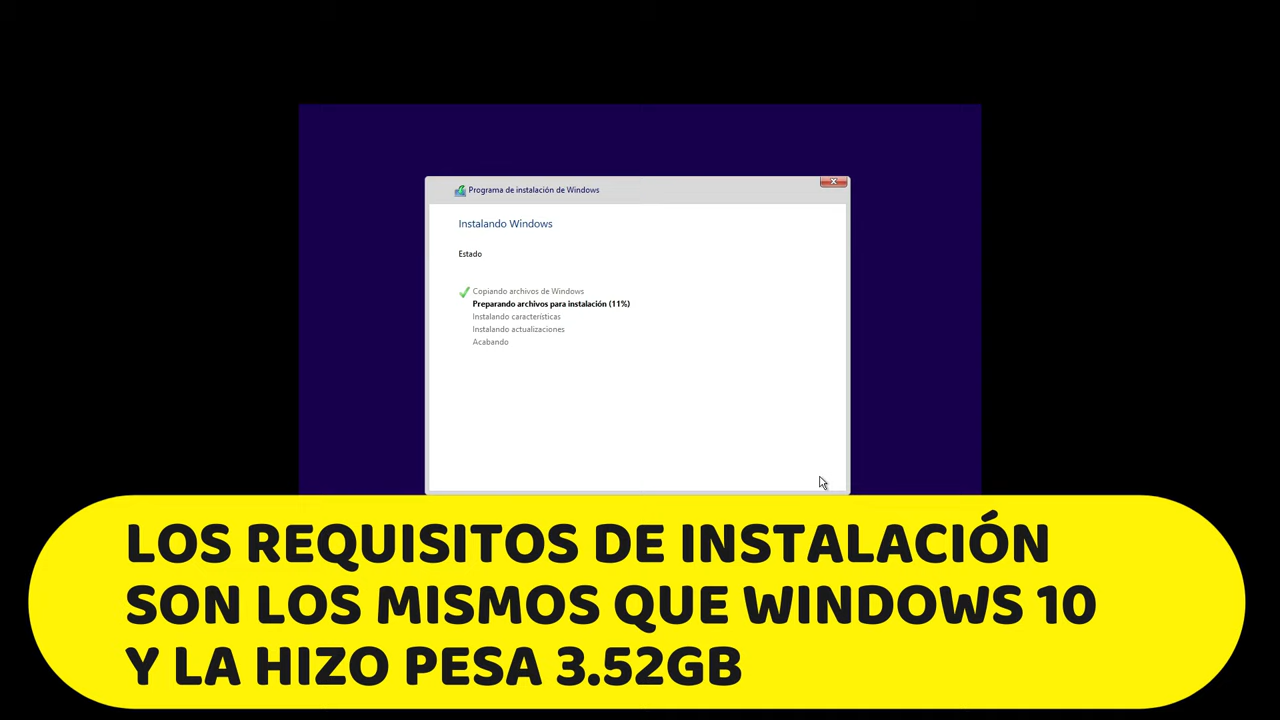 Programa de instalación de Windows
Instalando Windows
Estado
Copiando archivos de Windows
Preparando archivos para instalación (11%)
Instalando características
Instalando actualizaciones
Acabando
LOS REQUISITOS DE INSTALACIÓN
SON LOS MISMOS QUE WINDOWS 10
Y LA HIZO PESA 3.52GB